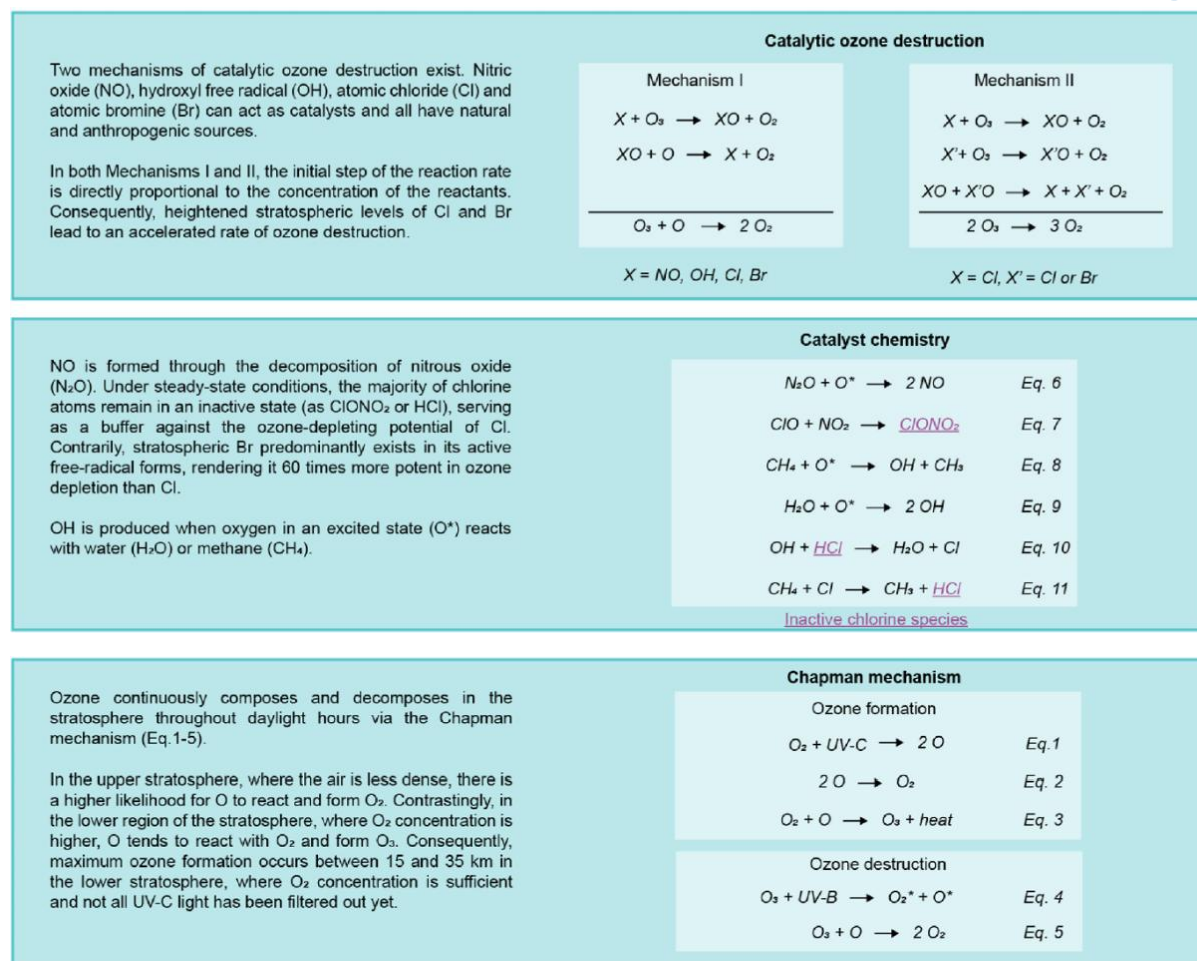 Catalytic ozone destruction
Two mechanisms of catalytic ozone destruction exist. Nitric
oxide (NO), hydroxyl free radical (OH), atomic chloride (Cl) and
atomic bromine (Br) can act as catalysts and all have natural
and anthropogenic sources.
In both Mechanisms I and II, the initial step of the reaction rate
is directly proportional to the concentration of the reactants.
Consequently, heightened stratospheric levels of Cl and Br
lead to an accelerated rate of ozone destruction.
Mechanism I
X + O₃ → XO + O₂
XO + O → X + O₂
O₃ + O → 2 O₂
X = NO, OH, Cl, Br
Mechanism II
X + O₃ → XO + O₂
X'+ O₃ → X'O + O₂
XO + X'O → X + X' + O₂
2 O₃ → 3 O₂
X = Cl, X' = Cl or Br
Catalyst chemistry
NO is formed through the decomposition of nitrous oxide
(N₂O). Under steady-state conditions, the majority of chlorine
atoms remain in an inactive state (as ClONO₂ or HCl), serving
as a buffer against the ozone-depleting potential of Cl.
Contrarily, stratospheric Br predominantly exists in its active
free-radical forms, rendering it 60 times more potent in ozone
depletion than Cl.
OH is produced when oxygen in an excited state (O*) reacts
with water (H₂O) or methane (CH₄).
N₂O + O* → 2 NO Eq. 6
ClO + NO₂ → ClONO₂ Eq. 7
CH₄ + O* → OH + CH₃ Eq. 8
H₂O + O* → 2 OH Eq. 9
OH + HCl → H₂O + Cl Eq. 10
CH₄ + Cl → CH₃ + HCl Eq. 11
Inactive chlorine species
Chapman mechanism
Ozone continuously composes and decomposes in the
stratosphere throughout daylight hours via the Chapman
mechanism (Eq.1-5).
In the upper stratosphere, where the air is less dense, there is
a higher likelihood for O to react and form O₂. Contrastingly, in
the lower region of the stratosphere, where O₂ concentration is
higher, O tends to react with O₂ and form O₃. Consequently,
maximum ozone formation occurs between 15 and 35 km in
the lower stratosphere, where O₂ concentration is sufficient
and not all UV-C light has been filtered out yet.
Ozone formation
O₂ + UV-C → 2 O Eq.1
2 O → O₂ Eq. 2
O₂ + O → O₃ + heat Eq. 3
Ozone destruction
O₃ + UV-B → O₂* + O* Eq. 4
O₃ + O → 2 O₂ Eq. 5